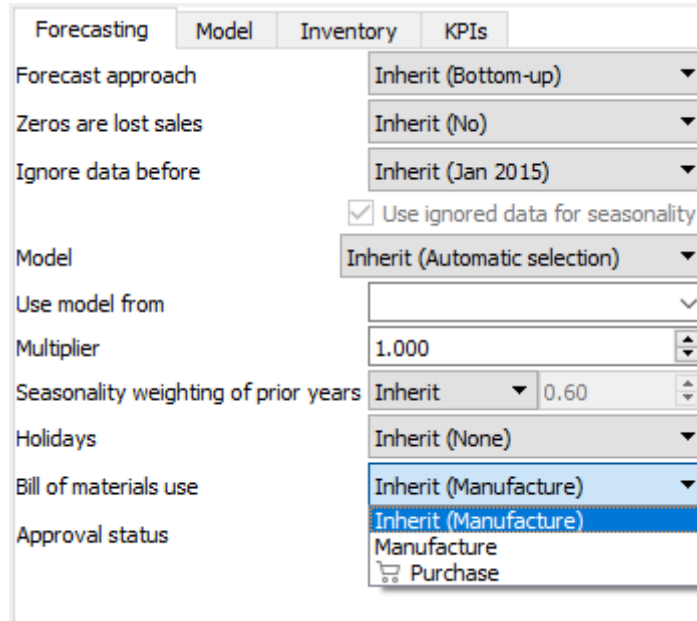 Forecasting Model Inventory KPIs
Forecast approach Inherit (Bottom-up)
Zeros are lost sales Inherit (No)
Ignore data before Inherit (Jan 2015)
Use ignored data for seasonality
Model Inherit (Automatic selection)
Use model from
Multiplier 1.000
Seasonality weighting of prior years Inherit 0.60
Holidays Inherit (None)
Bill of materials use Inherit (Manufacture)
Inherit (Manufacture)
Approval status
Manufacture
Purchase